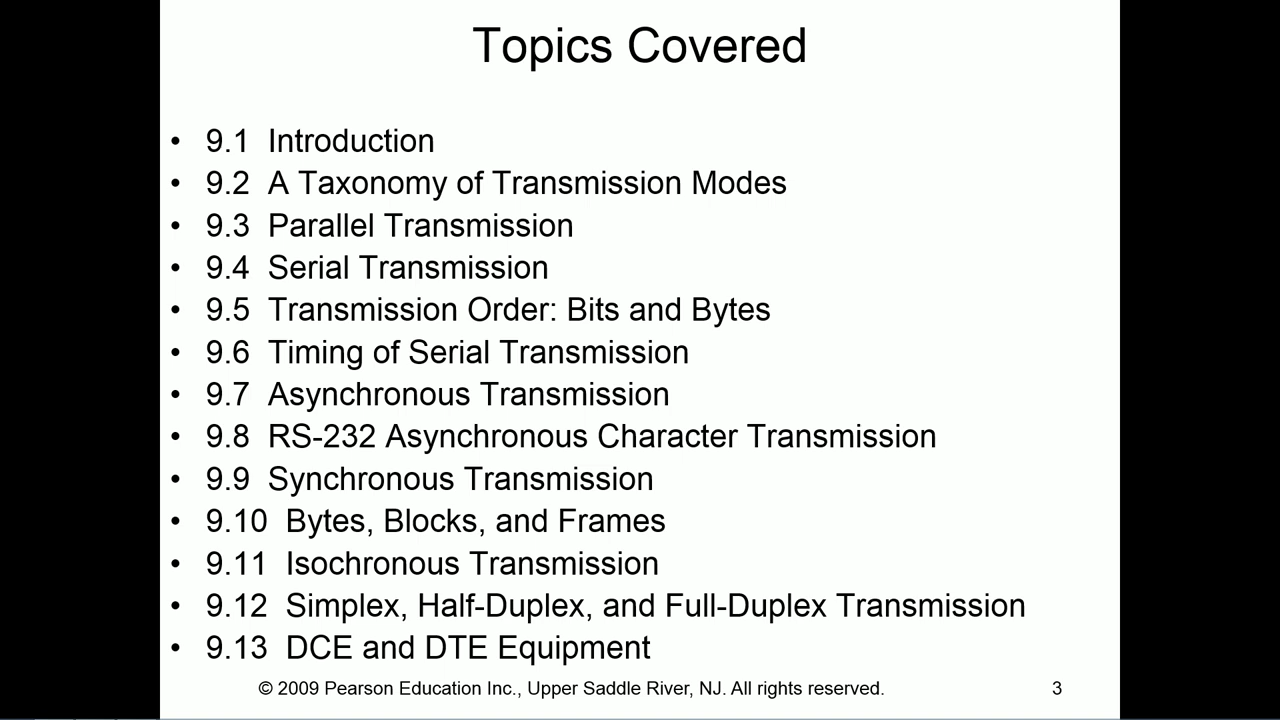 Topics Covered
• 9.1 Introduction
• 9.2 A Taxonomy of Transmission Modes
• 9.3 Parallel Transmission
• 9.4 Serial Transmission
• 9.5 Transmission Order: Bits and Bytes
• 9.6 Timing of Serial Transmission
• 9.7 Asynchronous Transmission
• 9.8 RS-232 Asynchronous Character Transmission
• 9.9 Synchronous Transmission
• 9.10 Bytes, Blocks, and Frames
• 9.11 Isochronous Transmission
• 9.12 Simplex, Half-Duplex, and Full-Duplex Transmission
• 9.13 DCE and DTE Equipment
© 2009 Pearson Education Inc., Upper Saddle River, NJ. All rights reserved. 3